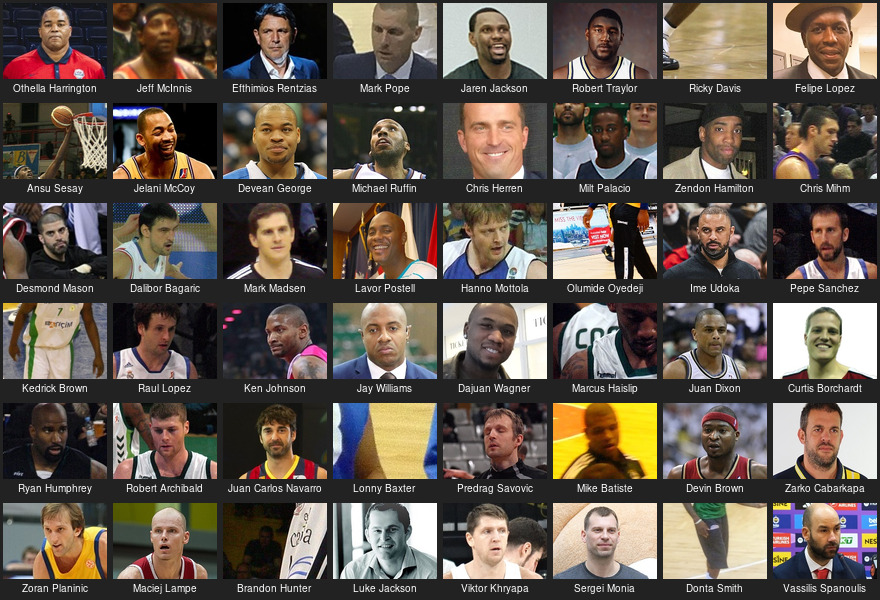 Othella Harrington
Jeff McInnis
Efthimios Rentzias
Mark Pope
Jaren Jackson
Robert Traylor
Ricky Davis
Felipe Lopez
Ansu Sesay
Jelani McCoy
Devean George
Michael Ruffin
Chris Herren
Milt Palacio
Zendon Hamilton
Chris Mihm
Desmond Mason
Dalibor Bagaric
Mark Madsen
Lavor Postell
Hanno Mottola
Olumide Oyedeji
Ime Udoka
Pepe Sanchez
Kedrick Brown
Raul Lopez
Ken Johnson
Jay Williams
Dajuan Wagner
Marcus Haislip
Juan Dixon
Curtis Borchardt
Ryan Humphrey
Robert Archibald
Juan Carlos Navarro
Lonny Baxter
Predrag Savovic
Mike Batiste
Devin Brown
Zarko Cabarkapa
Zoran Planinic
Maciej Lampe
Brandon Hunter
Luke Jackson
Viktor Khryapa
Sergei Monia
Donta Smith
Vassilis Spanoulis